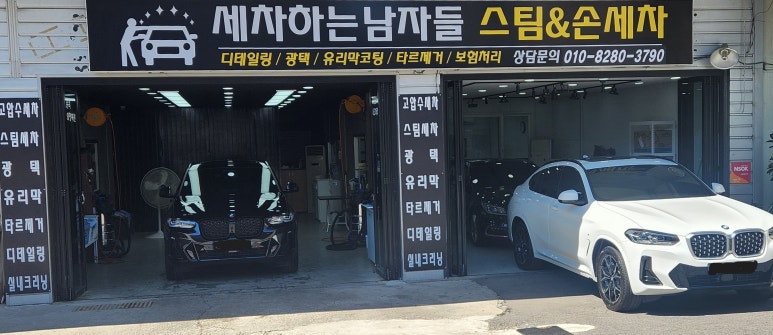 세차하는남자들 스팀&손세차
디테일링 / 광택 / 유리막코팅 / 타르제거 / 보험처리 상담문의 010-8280-3790
고압수세차
스팀세차
광택
유리막
타르제거
디테일링
실내크리닝
고압수세차
스팀세차
광택
유리막
타르제거
디테일링
실내크리닝